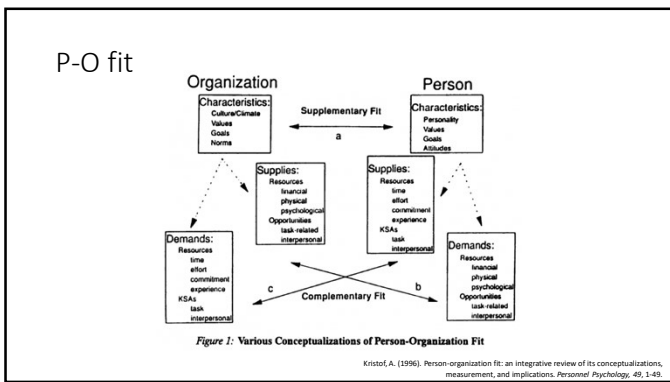 P-O fit
Organization
Person
Characteristics:
Culture/Climate
Values
Goals
Norms
Supplementary Fit
a
Characteristics:
Personality
Values
Goals
Attitudes
Supplies:
Resources
financial
physical
psychological
Opportunities
task-related
interpersonal
Supplies:
Resources
time
effort
commitment
experience
KSAs
task
interpersonal
Demands:
Resources
time
effort
commitment
experience
KSAs
task
interpersonal
Demands:
Resources
financial
physical
psychological
Opportunities
task-related
interpersonal
c
b
Complementary Fit
Figure 1: Various Conceptualizations of Person-Organization Fit
Kristof, A. (1996). Person-organization fit: an integrative review of its conceptualizations,
measurement, and implications. Personnel Psychology, 49, 1-49.